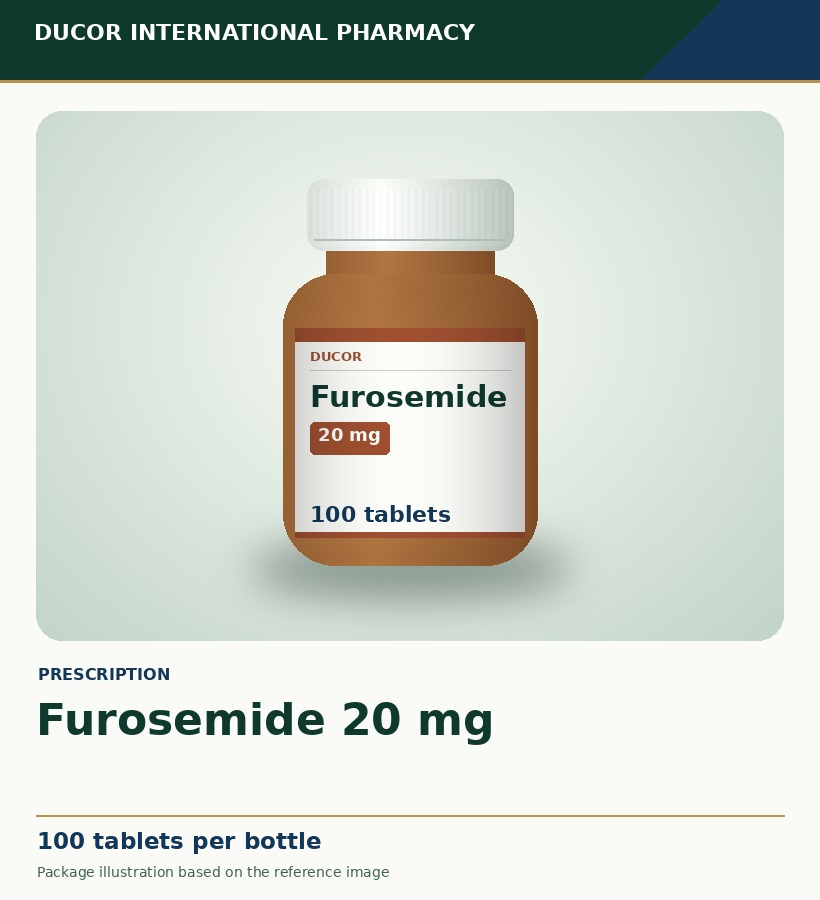 DUCOR INTERNATIONAL PHARMACY
DUCOR
Furosemide
20 mg
100 tablets
PRESCRIPTION
Furosemide 20 mg
100 tablets per bottle
Package illustration based on the reference image